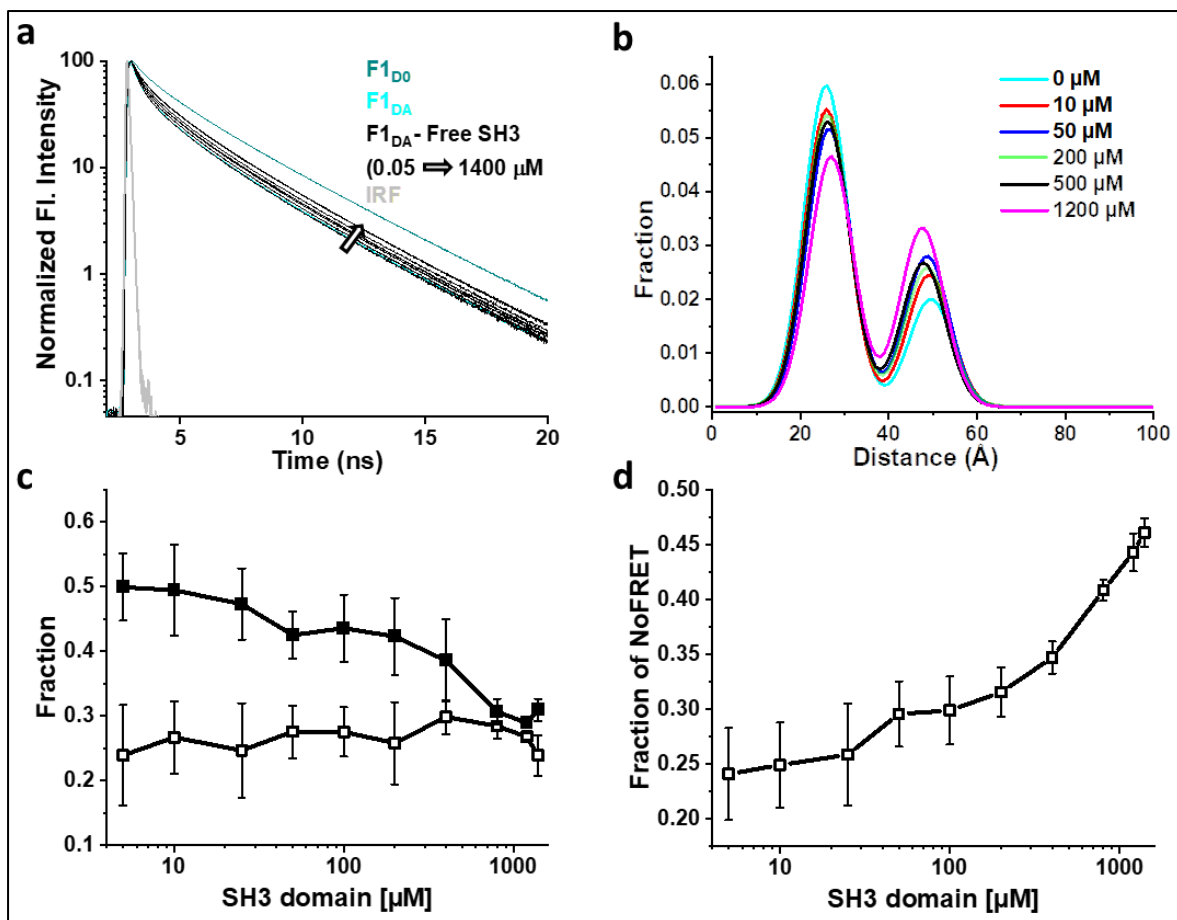 a
100
10
1
0.1
Normalized Fl. Intensity
5
10
15
20
Time (ns)
F1D0
F1DA
F1DA- Free SH3
(0.05 ⇨ 1400 µM
IRF
b
0.06
0.05
0.04
0.03
0.02
0.01
0.00
Fraction
0
20
40
60
80
100
Distance (Å)
0 µM
10 µM
50 µM
200 µM
500 µM
1200 µM
c
0.6
0.5
0.4
0.3
0.2
0.1
Fraction
10
100
1000
SH3 domain [µM]
d
0.50
0.45
0.40
0.35
0.30
0.25
0.20
Fraction of NoFRET
10
100
1000
SH3 domain [µM]